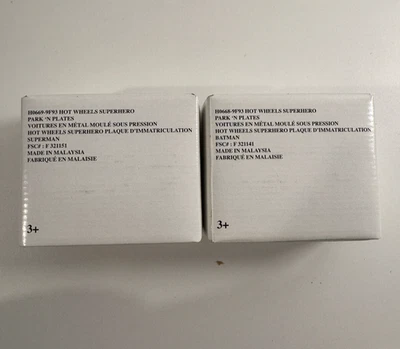 H0669-9F93 HOT WHEELS SUPERHERO
PARK 'N PLATES
VOITURES EN MÉTAL MOULÉ SOUS PRESSION
HOT WHEELS SUPERHERO PLAQUE D'IMMATRICULATION
SUPERMAN
FSC# : F 321151
MADE IN MALAYSIA
FABRIQUÉ EN MALAISIE
3+
H0668-9F93 HOT WHEELS SUPERHERO
PARK 'N PLATES
VOITURES EN MÉTAL MOULÉ SOUS PRESSION
HOT WHEELS SUPERHERO PLAQUE D'IMMATRICULATION
BATMAN
FSC# : F 321141
MADE IN MALAYSIA
FABRIQUÉ EN MALAISIE
3+